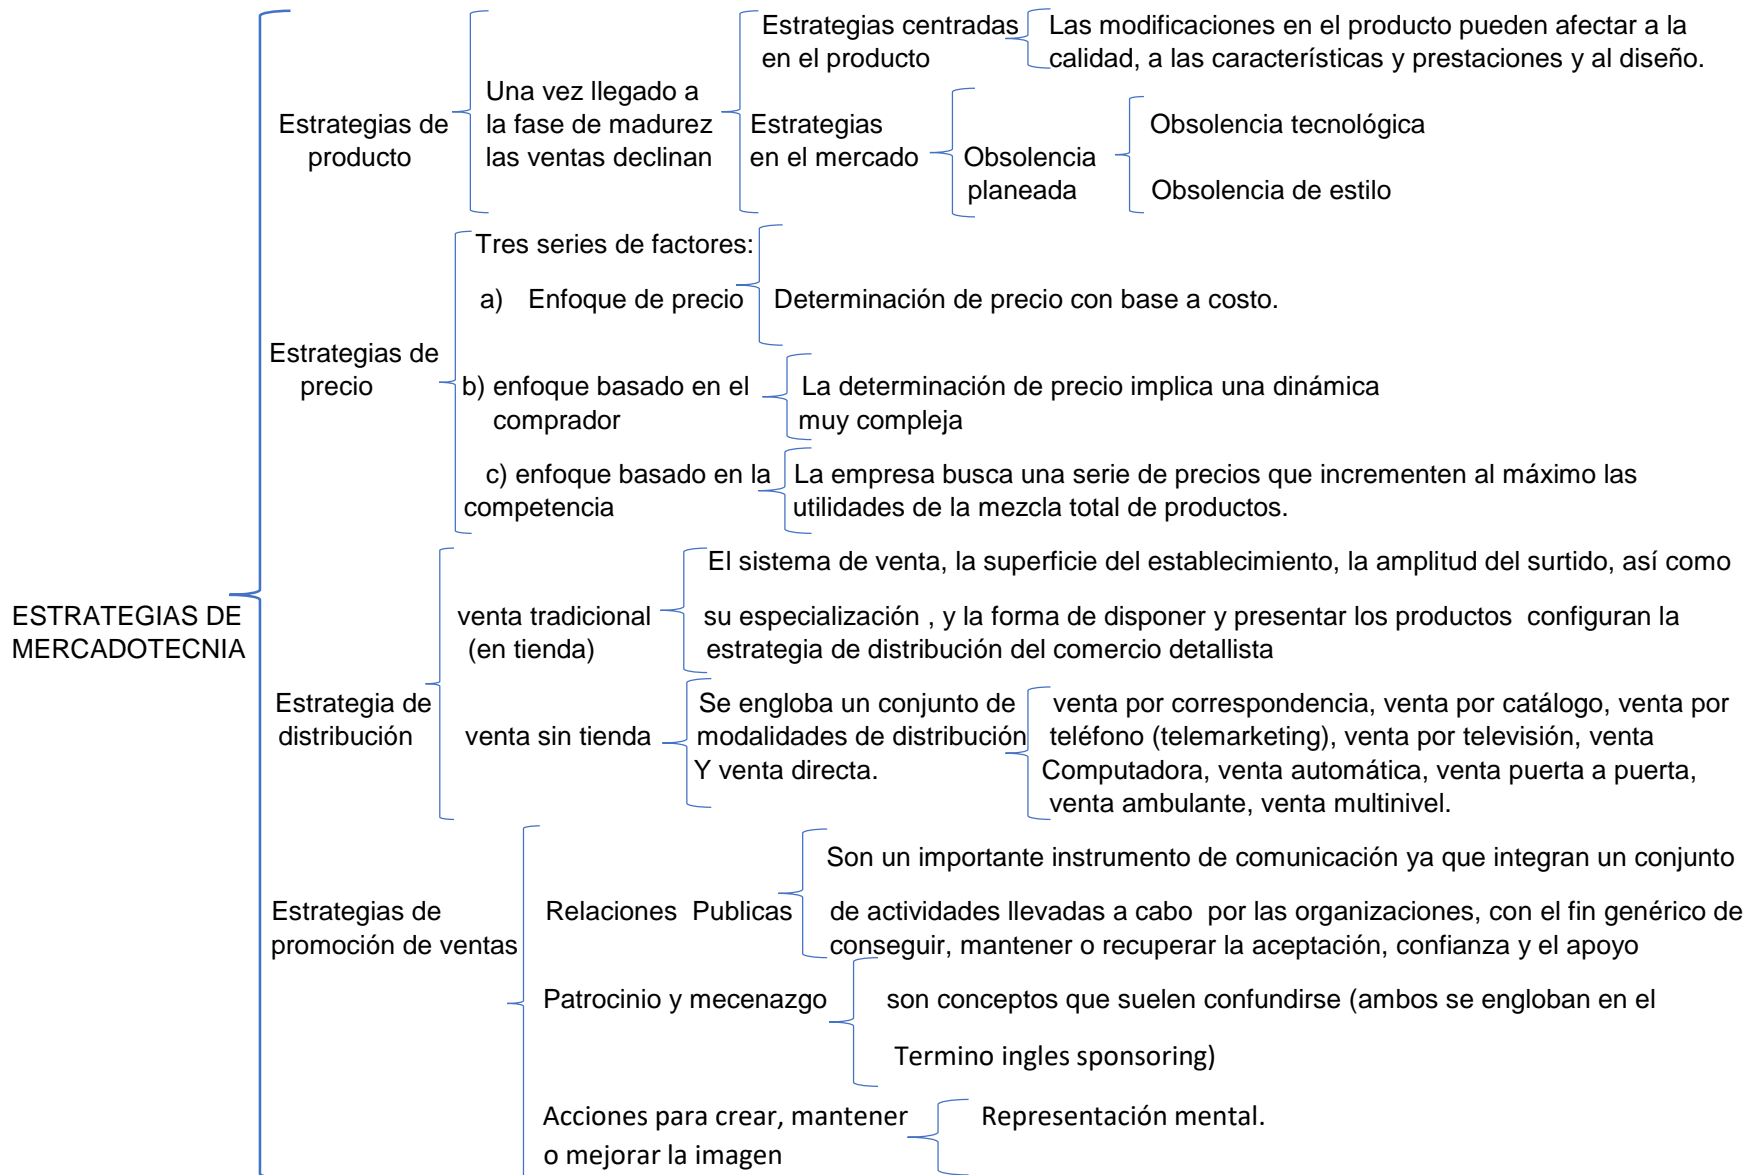 Estrategias centradas
en el producto
Las modificaciones en el producto pueden afectar a la
calidad, a las características y prestaciones y al diseño.
Una vez llegado a
la fase de madurez
las ventas declinan
Estrategias de
producto
Estrategias
en el mercado
Obsolencia
planeada
Obsolencia tecnológica
Obsolencia de estilo
Tres series de factores:
a) Enfoque de precio
Determinación de precio con base a costo.
Estrategias de
precio
b) enfoque basado en el
comprador
La determinación de precio implica una dinámica
muy compleja
c) enfoque basado en la
competencia
La empresa busca una serie de precios que incrementen al máximo las
utilidades de la mezcla total de productos.
ESTRATEGIAS DE
MERCADOTECNIA
venta tradicional
(en tienda)
El sistema de venta, la superficie del establecimiento, la amplitud del surtido, así como
su especialización , y la forma de disponer y presentar los productos configuran la
estrategia de distribución del comercio detallista
Estrategia de
distribución
venta sin tienda
Se engloba un conjunto de
modalidades de distribución
Y venta directa.
venta por correspondencia, venta por catálogo, venta por
teléfono (telemarketing), venta por televisión, venta
Computadora, venta automática, venta puerta a puerta,
venta ambulante, venta multinivel.
Estrategias de
promoción de ventas
Relaciones Publicas
Son un importante instrumento de comunicación ya que integran un conjunto
de actividades llevadas a cabo por las organizaciones, con el fin genérico de
conseguir, mantener o recuperar la aceptación, confianza y el apoyo
Patrocinio y mecenazgo
son conceptos que suelen confundirse (ambos se engloban en el
Termino ingles sponsoring)
Acciones para crear, mantener
o mejorar la imagen
Representación mental.